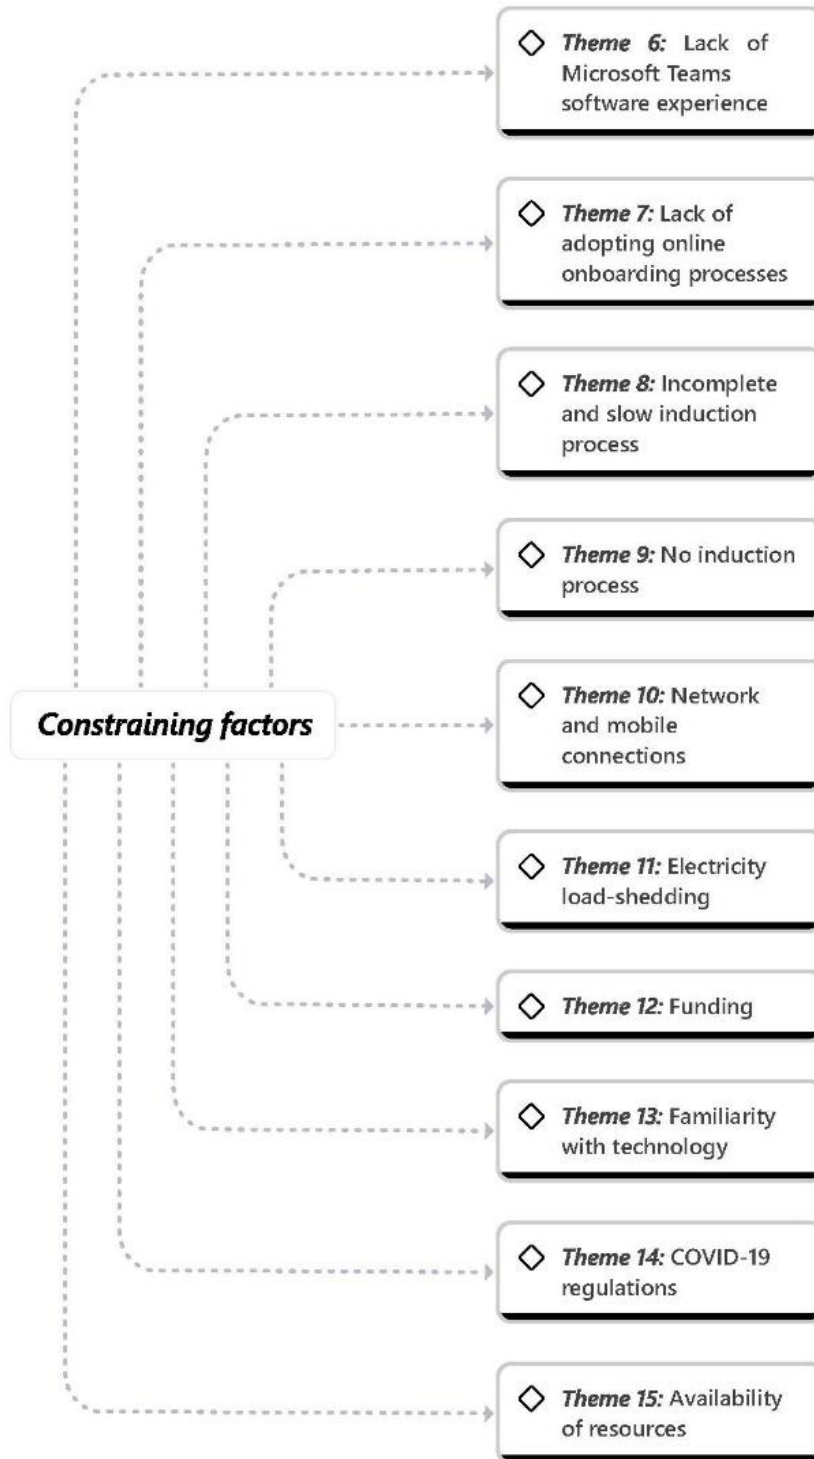 Theme 6: Lack of
Microsoft Teams
software experience
Theme 7: Lack of
adopting online
onboarding processes
Theme 8: Incomplete
and slow induction
process
Theme 9: No induction
process
Constraining factors
Theme 10: Network
and mobile
connections
Theme 11: Electricity
load-shedding
Theme 12: Funding
Theme 13: Familiarity
with technology
Theme 14: COVID-19
regulations
Theme 15: Availability
of resources